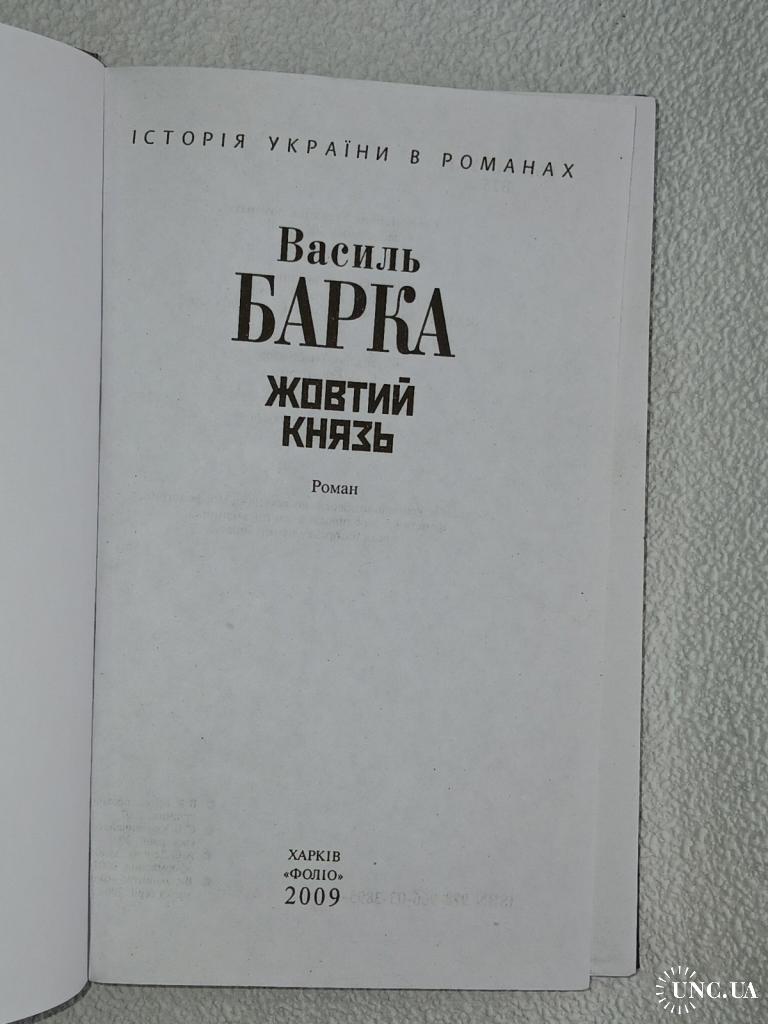 ІСТОРІЯ УКРАЇНИ В РОМАНАХ
Василь
БАРКА
ЖОВТИЙ
КНЯЗЬ
Роман
ХАРКІВ
«ФОЛІО»
2009
UNC.UA